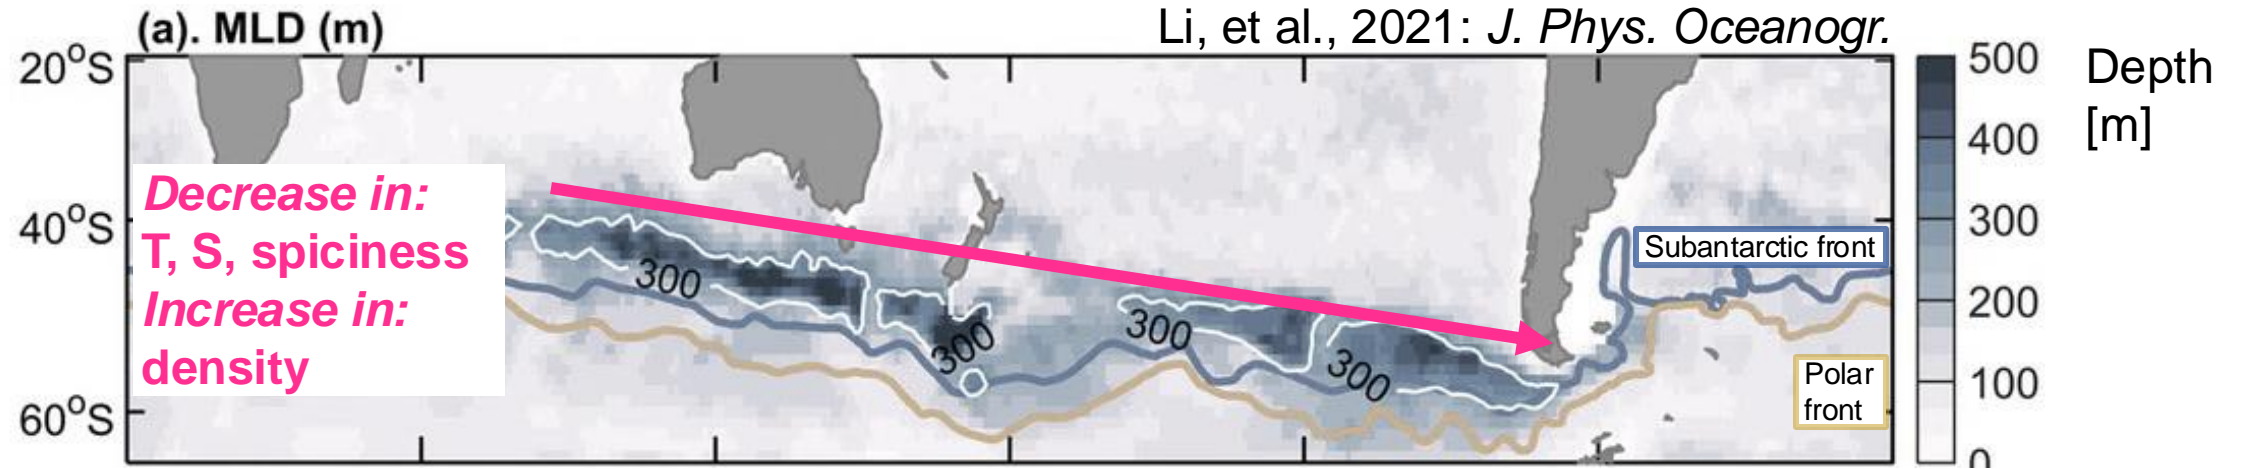 (a). MLD (m)
Li, et al., 2021: J. Phys. Oceanogr.
20°S
40°S
60°S
Decrease in:
T, S, spiciness
Increase in:
density
300
300
300
300
Subantarctic front
Polar
front
500
400
300
200
100
0
Depth
[m]